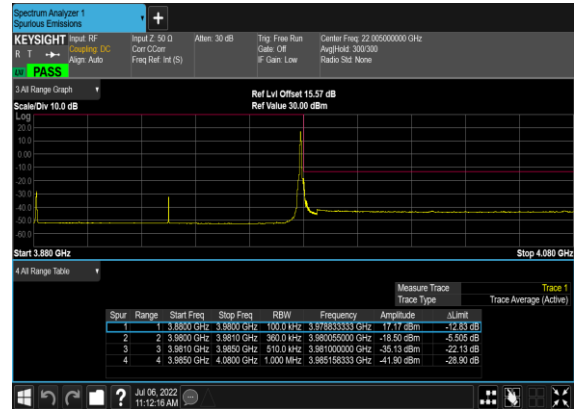 Spectrum Analyzer 1
Spurious Emissions
+
KEYSIGHT Input: RF Input Z: 50 Ω Atten: 30 dB Trig: Free Run Center Freq: 22.005000000 GHz
R T Coupling: DC Corr CCorr Gate: Off Avg|Hold: 300/300
Align: Auto Freq Ref: Int (S) IF Gain: Low Radio Std: None
PASS
3 All Range Graph
Ref Lvl Offset 15.57 dB
Scale/Div 10.0 dB Ref Value 30.00 dBm
Log
20.0
10.0
0.00
-10.0
-20.0
-30.0
-40.0
-50.0
-60.0
Start 3.880 GHz Stop 4.080 GHz
4 All Range Table
Measure Trace Trace 1
Trace Type Trace Average (Active)
Spur Range Start Freq Stop Freq RBW Frequency Amplitude ΔLimit
1 1 3.8800 GHz 3.9800 GHz 100.0 kHz 3.978833333 GHz 17.17 dBm -12.83 dB
2 2 3.9800 GHz 3.9810 GHz 360.0 kHz 3.980055000 GHz -18.50 dBm -5.505 dB
3 3 3.9810 GHz 3.9850 GHz 510.0 kHz 3.981000000 GHz -35.13 dBm -22.13 dB
4 4 3.9850 GHz 4.0800 GHz 1.000 MHz 3.985158333 GHz -41.90 dBm -28.90 dB
? Jul 06, 2022
11:12:16 AM